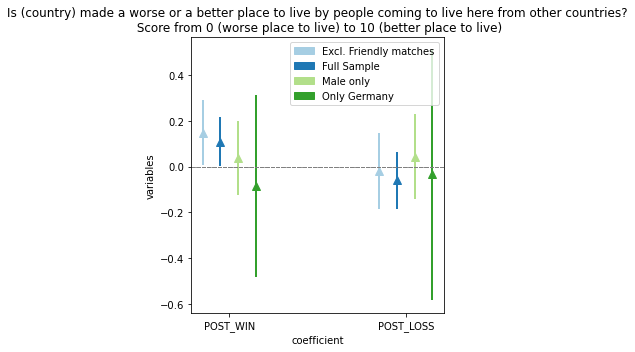 Is (country) made a worse or a better place to live by people coming to live here from other countries?
Score from 0 (worse place to live) to 10 (better place to live)
Excl. Friendly matches
Full Sample
Male only
Only Germany
0.4
0.2
0.0
−0.2
−0.4
−0.6
variables
POST_WIN
POST_LOSS
coefficient